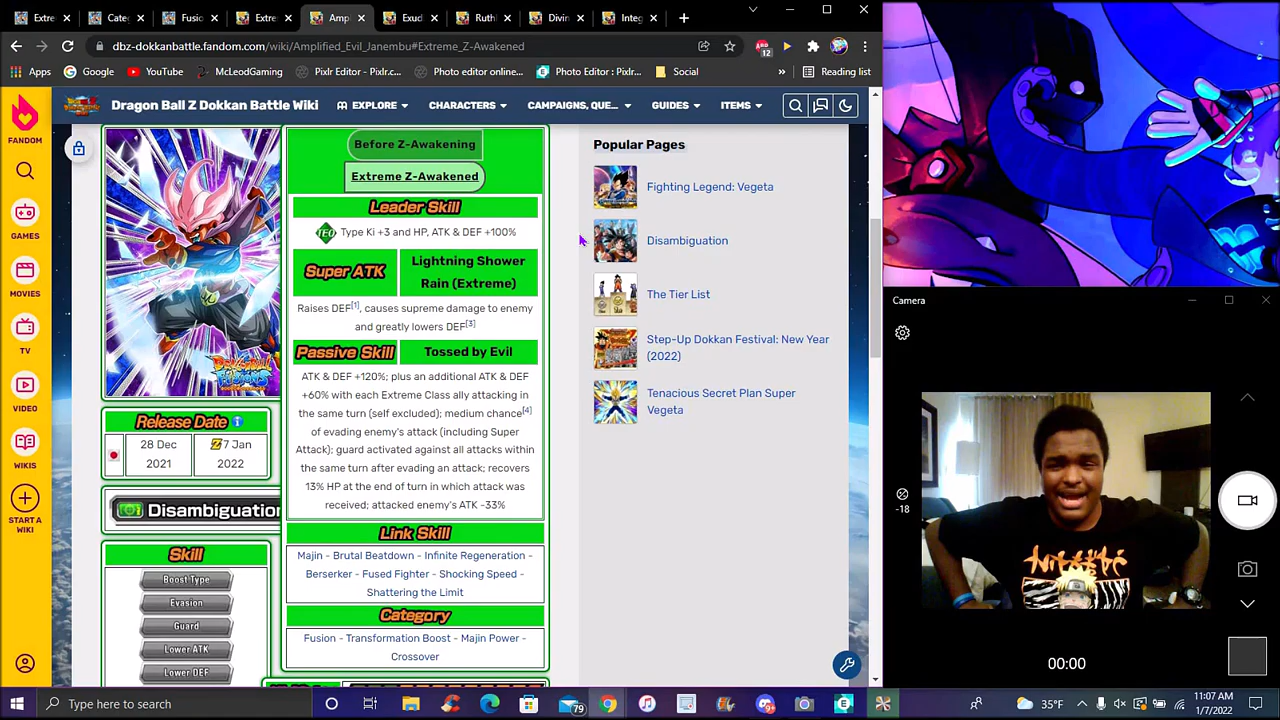 Extre
Cate
Fusio
Extre
Amp
Exud
Ruth
Divin
Integ
dbz-dokkanbattle.fandom.com/wiki/Amplified_Evil_Janembu#Extreme_Z-Awakened
12
Apps
Google
YouTube
McLeodGaming
Pixlr Editor - Pixlr.c...
Photo online editor...
Photo Editor : Pixlr...
Social
»
Reading list
Dragon Ball Z Dokkan Battle Wiki
EXPLORE
CHARACTERS
CAMPAIGNS, QUE...
GUIDES
ITEMS
FANDOM
GAMES
MOVIES
TV
VIDEO
WIKIS
START A
WIKI
Before Z-Awakening
Extreme Z-Awakened
Leader Skill
TEQ Type Ki +3 and HP, ATK & DEF +100%
Super ATK
Lightning Shower
Rain (Extreme)
Raises DEF[1], causes supreme damage to enemy
and greatly lowers DEF[3]
Passive Skill
Tossed by Evil
ATK & DEF +120%; plus an additional ATK & DEF
+60% with each Extreme Class ally attacking in
the same turn (self excluded); medium chance[4]
of evading enemy's attack (including Super
Attack); guard activated against all attacks within
the same turn after evading an attack; recovers
13% HP at the end of turn in which attack was
received; attacked enemy's ATK -33%
Link Skill
Majin - Brutal Beatdown - Infinite Regeneration -
Berserker - Fused Fighter - Shocking Speed -
Shattering the Limit
Category
Fusion - Transformation Boost - Majin Power -
Crossover
DRAGONBALL
FUSIONS
Release Date
28 Dec
2021
7 Jan
2022
Disambiguation
Skill
Boost Type
Evasion
Guard
Lower ATK
Lower DEF
Popular Pages
Fighting Legend: Vegeta
Disambiguation
The Tier List
Step-Up Dokkan Festival: New Year
(2022)
Tenacious Secret Plan Super
Vegeta
Camera
-18
00:00
Type here to search
79
35°F
11:07 AM
1/7/2022